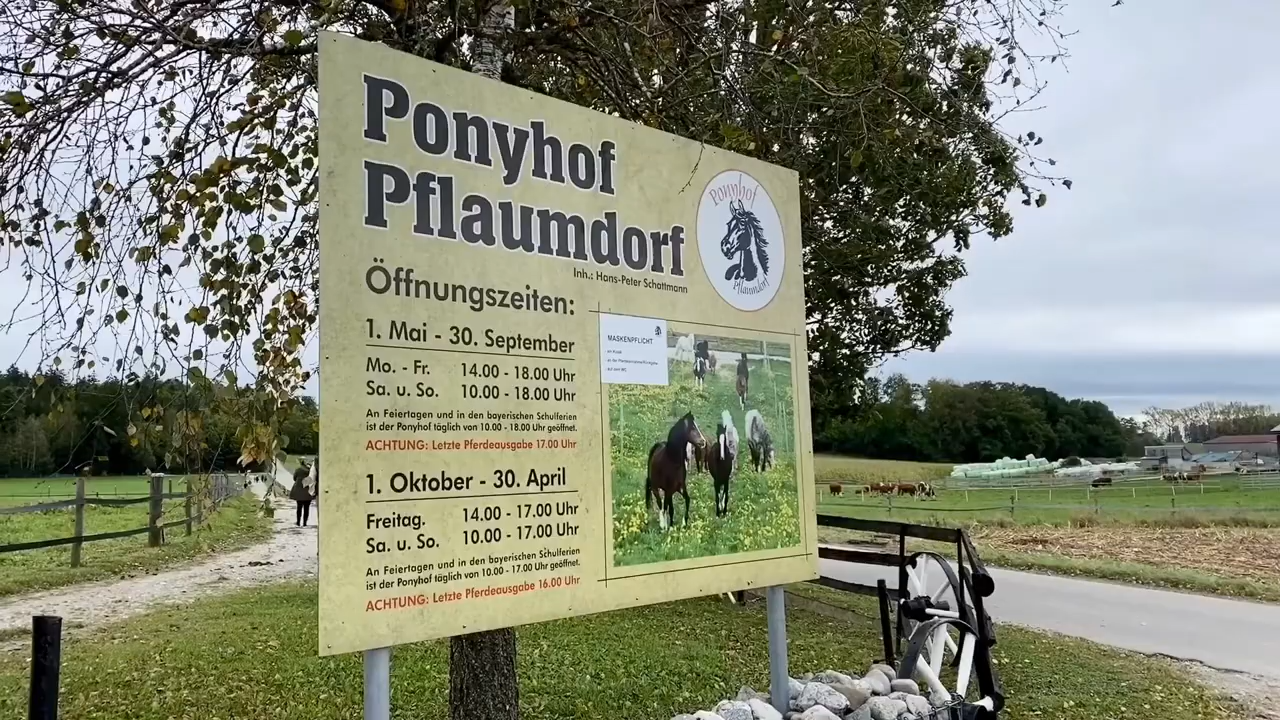 Ponyhof
Pflaumdorf
Inh.: Hans-Peter Schattmann
Ponyhof
Pflaumdorf
Öffnungszeiten:
1. Mai - 30. September
Mo. - Fr. 14.00 - 18.00 Uhr
Sa. u. So. 10.00 - 18.00 Uhr
An Feiertagen und in den bayerischen Schulferien
ist der Ponyhof täglich von 10.00 - 18.00 Uhr geöffnet.
ACHTUNG: Letzte Pferdeausgabe 17.00 Uhr
1. Oktober - 30. April
Freitag. 14.00 - 17.00 Uhr
Sa. u. So. 10.00 - 17.00 Uhr
An Feiertagen und in den bayerischen Schulferien
ist der Ponyhof täglich von 10.00 - 17.00 Uhr geöffnet.
ACHTUNG: Letzte Pferdeausgabe 16.00 Uhr
MASKENPFLICHT